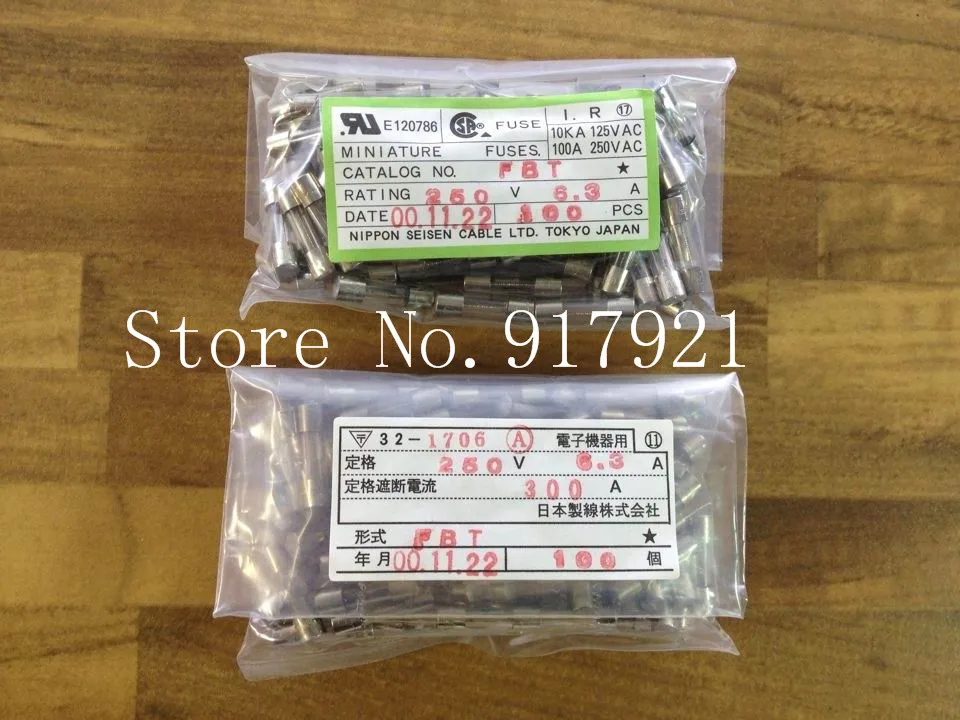 E120786 SA® FUSE I. R ⑰
10KA 125VAC
MINIATURE FUSES. 100A 250VAC
CATALOG NO. FBT ★
RATING 250 V 6.3 A
DATE 00.11.22 100 PCS
NIPPON SEISEN CABLE LTD. TOKYO JAPAN
Store No.917921
〒 32-1706 Ⓐ 電子機器用 ⑪
定格 250 V 6.3 A
定格遮断電流 300 A
日本製線株式会社
形式 FBT ★
年月 00.11.22 100 個